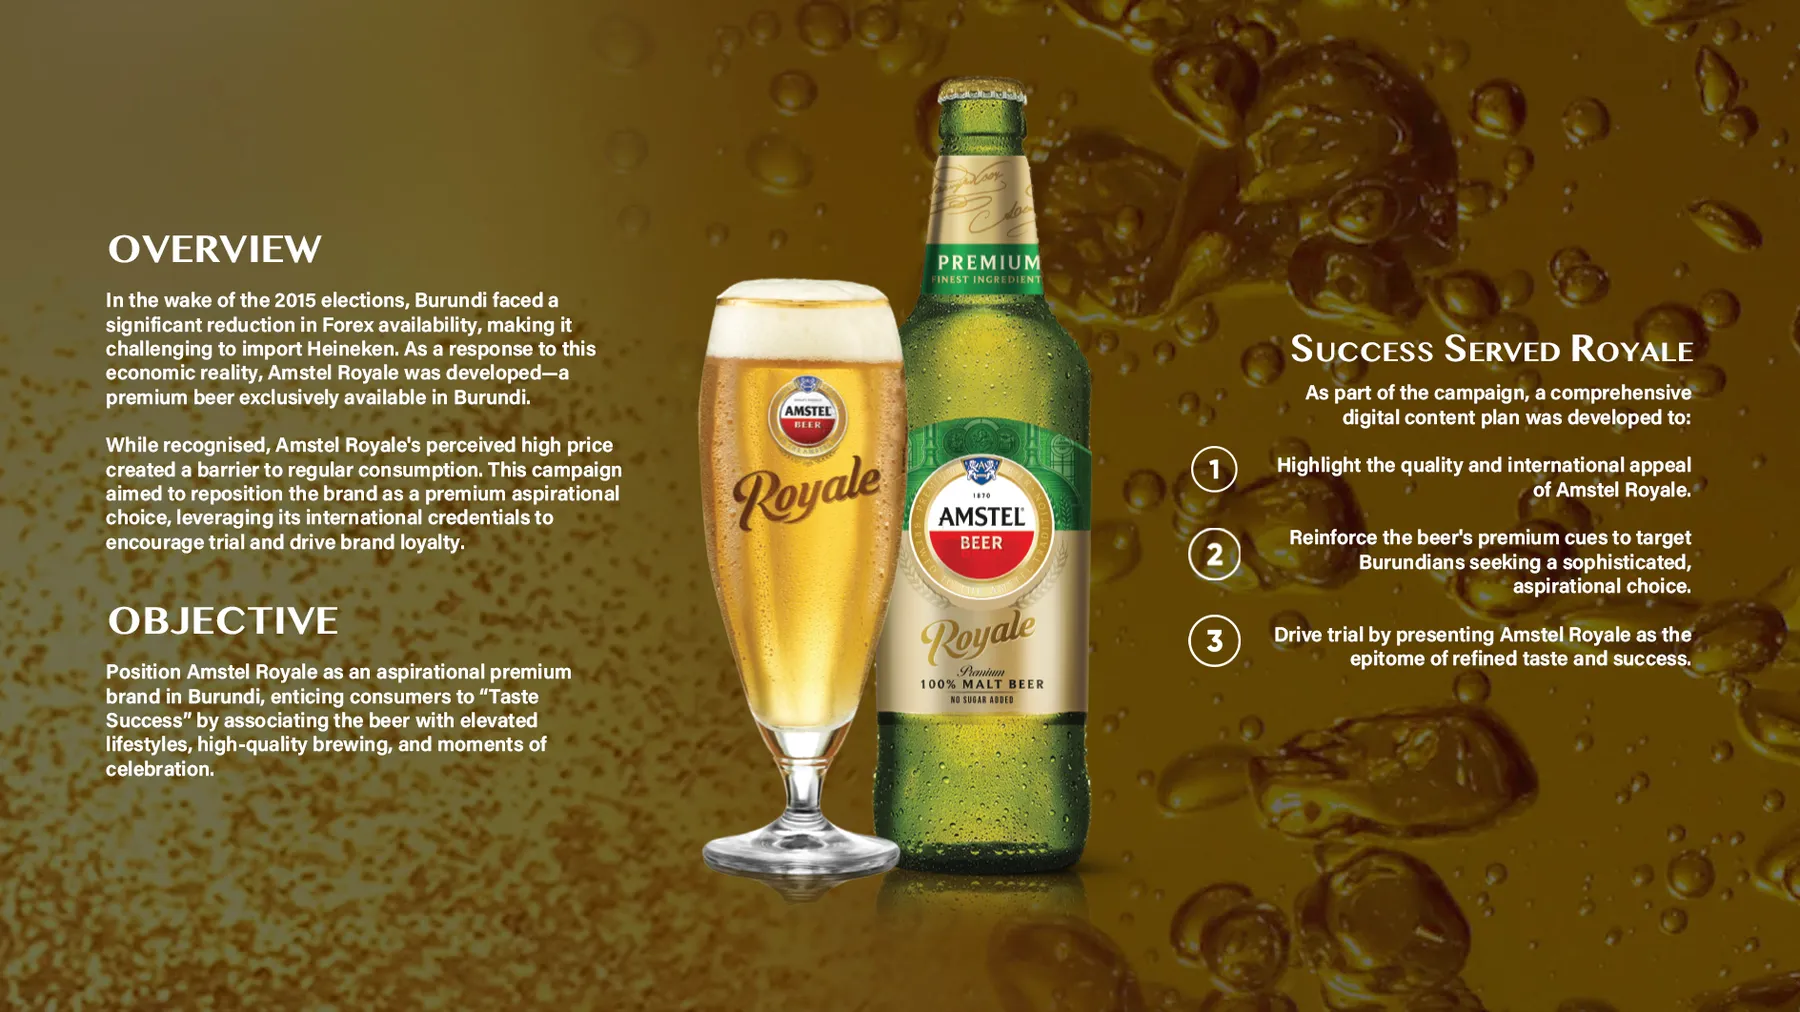 OVERVIEW
In the wake of the 2015 elections, Burundi faced a
significant reduction in Forex availability, making it
challenging to import Heineken. As a response to this
economic reality, Amstel Royale was developed—a
premium beer exclusively available in Burundi.
While recognised, Amstel Royale's perceived high price
created a barrier to regular consumption. This campaign
aimed to reposition the brand as a premium aspirational
choice, leveraging its international credentials to
encourage trial and drive brand loyalty.
OBJECTIVE
Position Amstel Royale as an aspirational premium
brand in Burundi, enticing consumers to “Taste
Success” by associating the beer with elevated
lifestyles, high-quality brewing, and moments of
celebration.
AMSTEL
BEER
Royale
PREMIUM
FINEST INGREDIENT
1870
AMSTEL
BEER
Royale
Premium
100% MALT BEER
NO SUGAR ADDED
SUCCESS SERVED ROYALE
As part of the campaign, a comprehensive
digital content plan was developed to:
1 Highlight the quality and international appeal
of Amstel Royale.
2 Reinforce the beer's premium cues to target
Burundians seeking a sophisticated,
aspirational choice.
3 Drive trial by presenting Amstel Royale as the
epitome of refined taste and success.